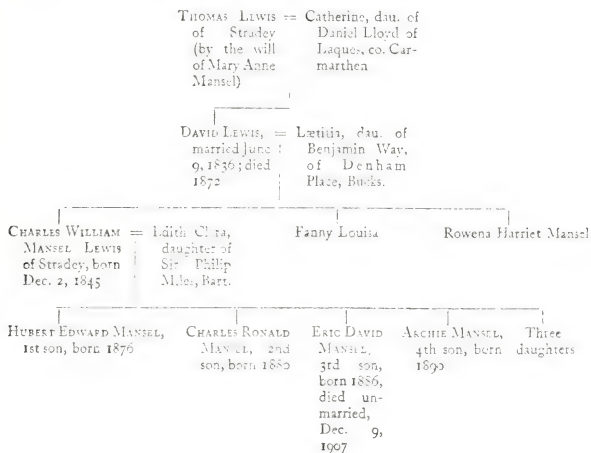 THOMAS LEWIS = Catherine, dau. of
of Stradey Daniel Lloyd of
(by the will Laques, co. Car-
of Mary Anne marthen
Mansel)
DAVID LEWIS, = Lætitia, dau. of
married June Benjamin Way,
9, 1836; died of Denham
1872 Place, Bucks.
CHARLES WILLIAM = Edith Clara, Fanny Louisa Rowena Harriet Mansel
MANSEL LEWIS daughter of
of Stradey, born Sir Philip
Dec. 2, 1845 Miles, Bart.
HUBERT EDWARD MANSEL, CHARLES RONALD ERIC DAVID ARCHIE MANSEL, Three
1st son, born 1876 MANSEL, 2nd MANSEL, 4th son, born daughters
son, born 1880 3rd son, 1890
born 1886,
died un-
married,
Dec. 9,
1907